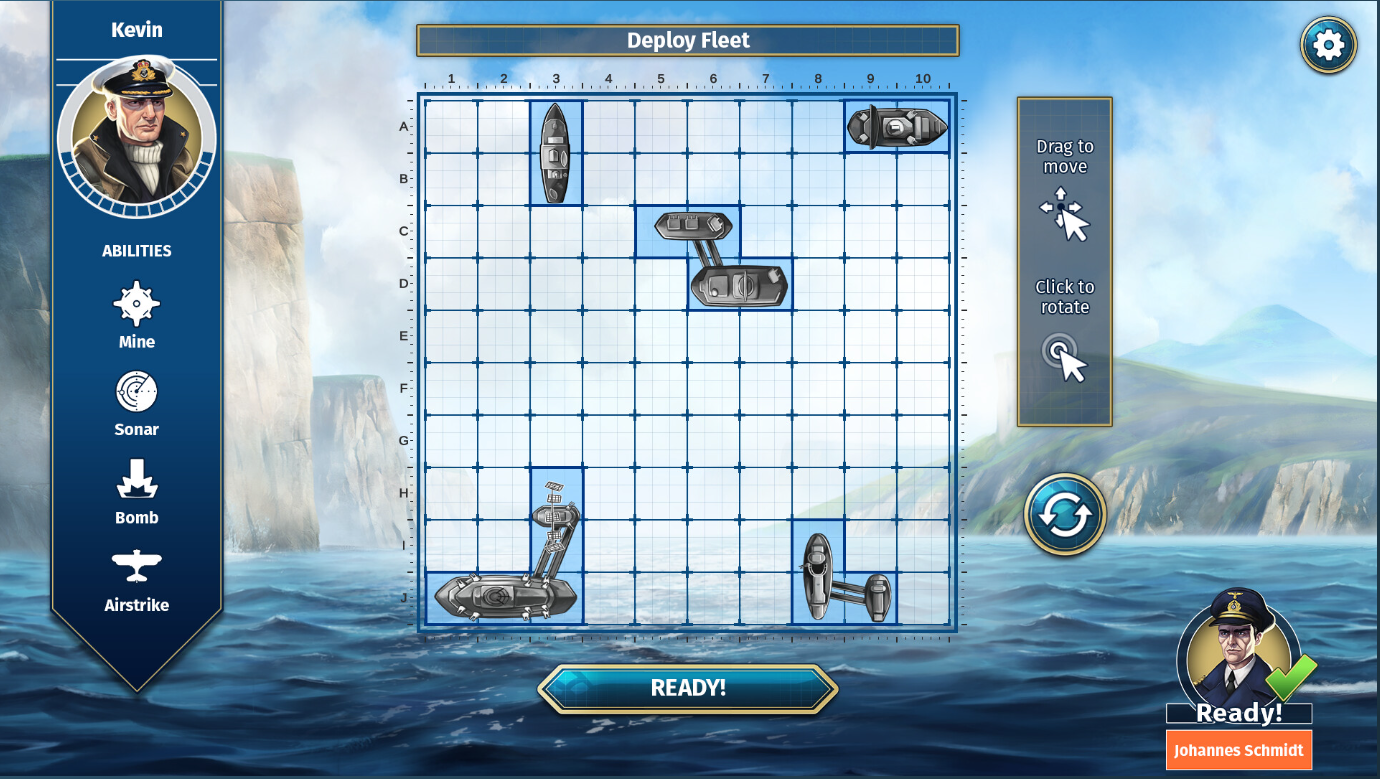 Kevin
ABILITIES
Mine
Sonar
Bomb
Airstrike
Deploy Fleet
1 2 3 4 5 6 7 8 9 10
A
B
C
D
E
F
G
H
I
J
READY!
Drag to
move
Click to
rotate
Ready!
Johannes Schmidt